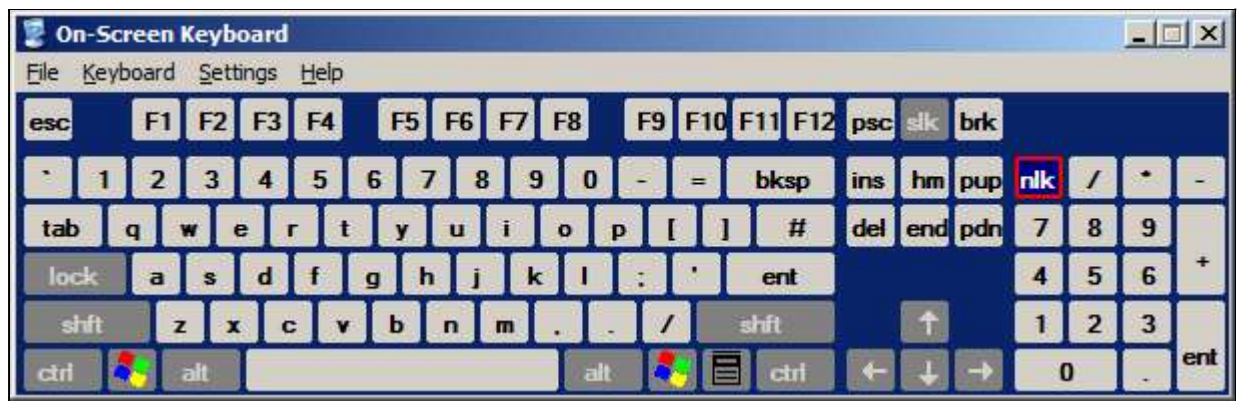 On-Screen Keyboard
File Keyboard Settings Help
esc F1 F2 F3 F4 F5 F6 F7 F8 F9 F10 F11 F12 psc slk brk
` 1 2 3 4 5 6 7 8 9 0 - = bksp ins hm pup nlk / * -
tab q w e r t y u i o p [ ] # del end pdn 7 8 9
lock a s d f g h j k l ; ' ent 4 5 6 +
shft z x c v b n m , . / shft ↑ 1 2 3
ctrl alt alt ctrl ← ↓ → 0 . ent